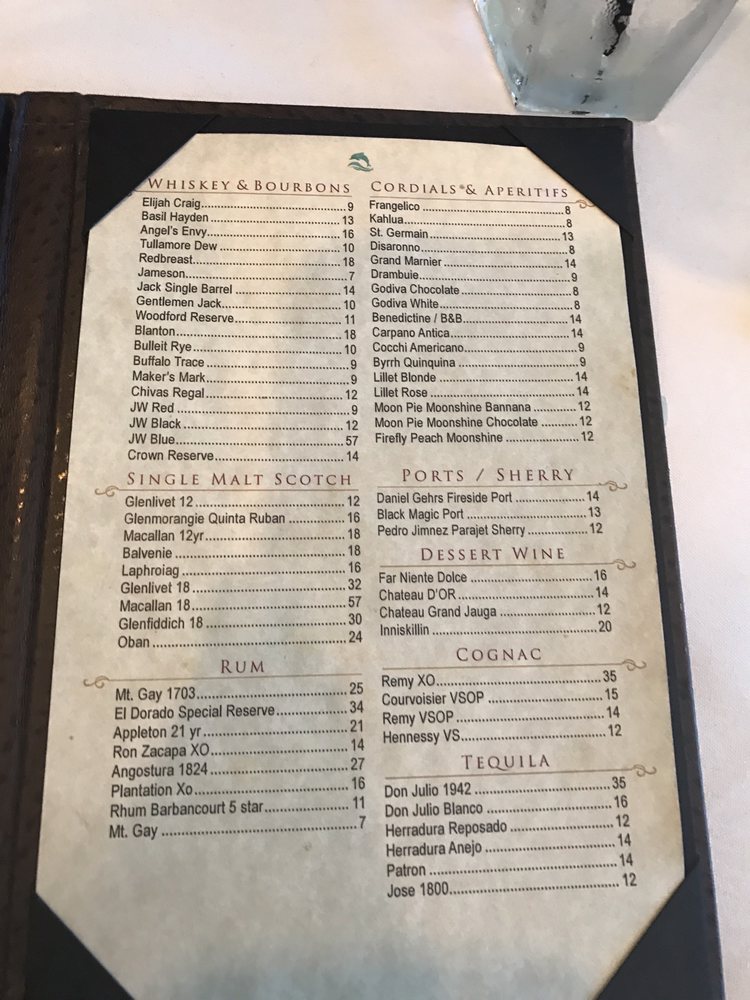 WHISKEY & BOURBONS
Elijah Craig 9
Basil Hayden 13
Angel's Envy 16
Tullamore Dew 10
Redbreast 18
Jameson 7
Jack Single Barrel 14
Gentlemen Jack 10
Woodford Reserve 11
Blanton 18
Bulleit Rye 10
Buffalo Trace 9
Maker's Mark 9
Chivas Regal 12
JW Red 9
JW Black 12
JW Blue 57
Crown Reserve 14
SINGLE MALT SCOTCH
Glenlivet 12 12
Glenmorangie Quinta Ruban 16
Macallan 12yr 18
Balvenie 18
Laphroiag 16
Glenlivet 18 32
Macallan 18 57
Glenfiddich 18 30
Oban 24
RUM
Mt. Gay 1703 25
El Dorado Special Reserve 34
Appleton 21 yr 21
Ron Zacapa XO 14
Angostura 1824 27
Plantation Xo 16
Rhum Barbancourt 5 star 11
Mt. Gay 7
CORDIALS & APERITIFS
Frangelico 8
Kahlua 8
St. Germain 13
Disaronno 8
Grand Marnier 14
Drambuie 9
Godiva Chocolate 8
Godiva White 8
Benedictine / B&B 14
Carpano Antica 14
Cocchi Americano 9
Byrrh Quinquina 9
Lillet Blonde 14
Lillet Rose 14
Moon Pie Moonshine Bannana 12
Moon Pie Moonshine Chocolate 12
Firefly Peach Moonshine 12
PORTS / SHERRY
Daniel Gehrs Fireside Port 14
Black Magic Port 13
Pedro Jimnez Parajet Sherry 12
DESSERT WINE
Far Niente Dolce 16
Chateau D'OR 14
Chateau Grand Jauga 12
Inniskillin 20
COGNAC
Remy XO 35
Courvoisier VSOP 15
Remy VSOP 14
Hennessy VS 12
TEQUILA
Don Julio 1942 35
Don Julio Blanco 16
Herradura Reposado 12
Herradura Anejo 14
Patron 14
Jose 1800 12